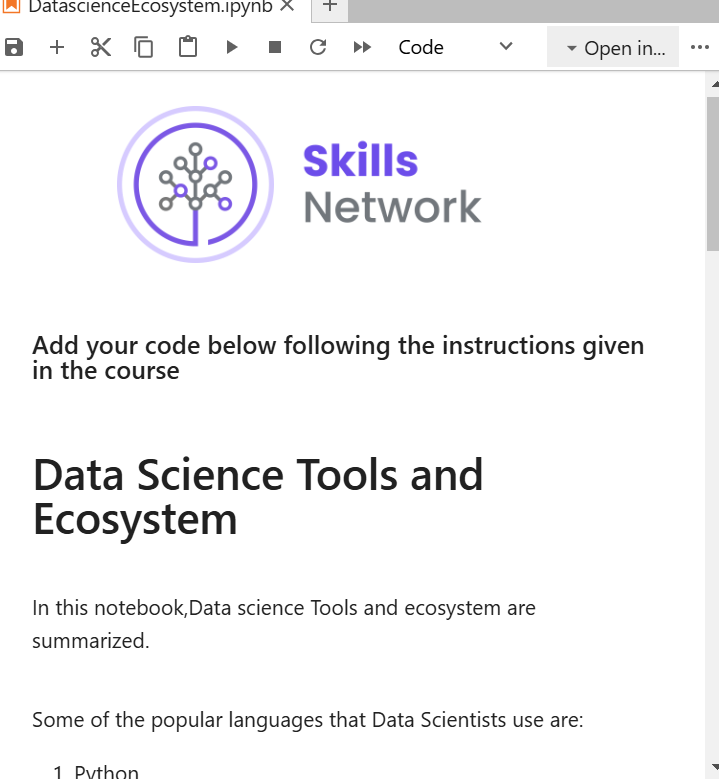 DatascienceEcosystem.ipynb
Code
Open in...
Skills
Network
Add your code below following the instructions given
in the course
Data Science Tools and
Ecosystem
In this notebook,Data science Tools and ecosystem are
summarized.
Some of the popular languages that Data Scientists use are:
1. Python